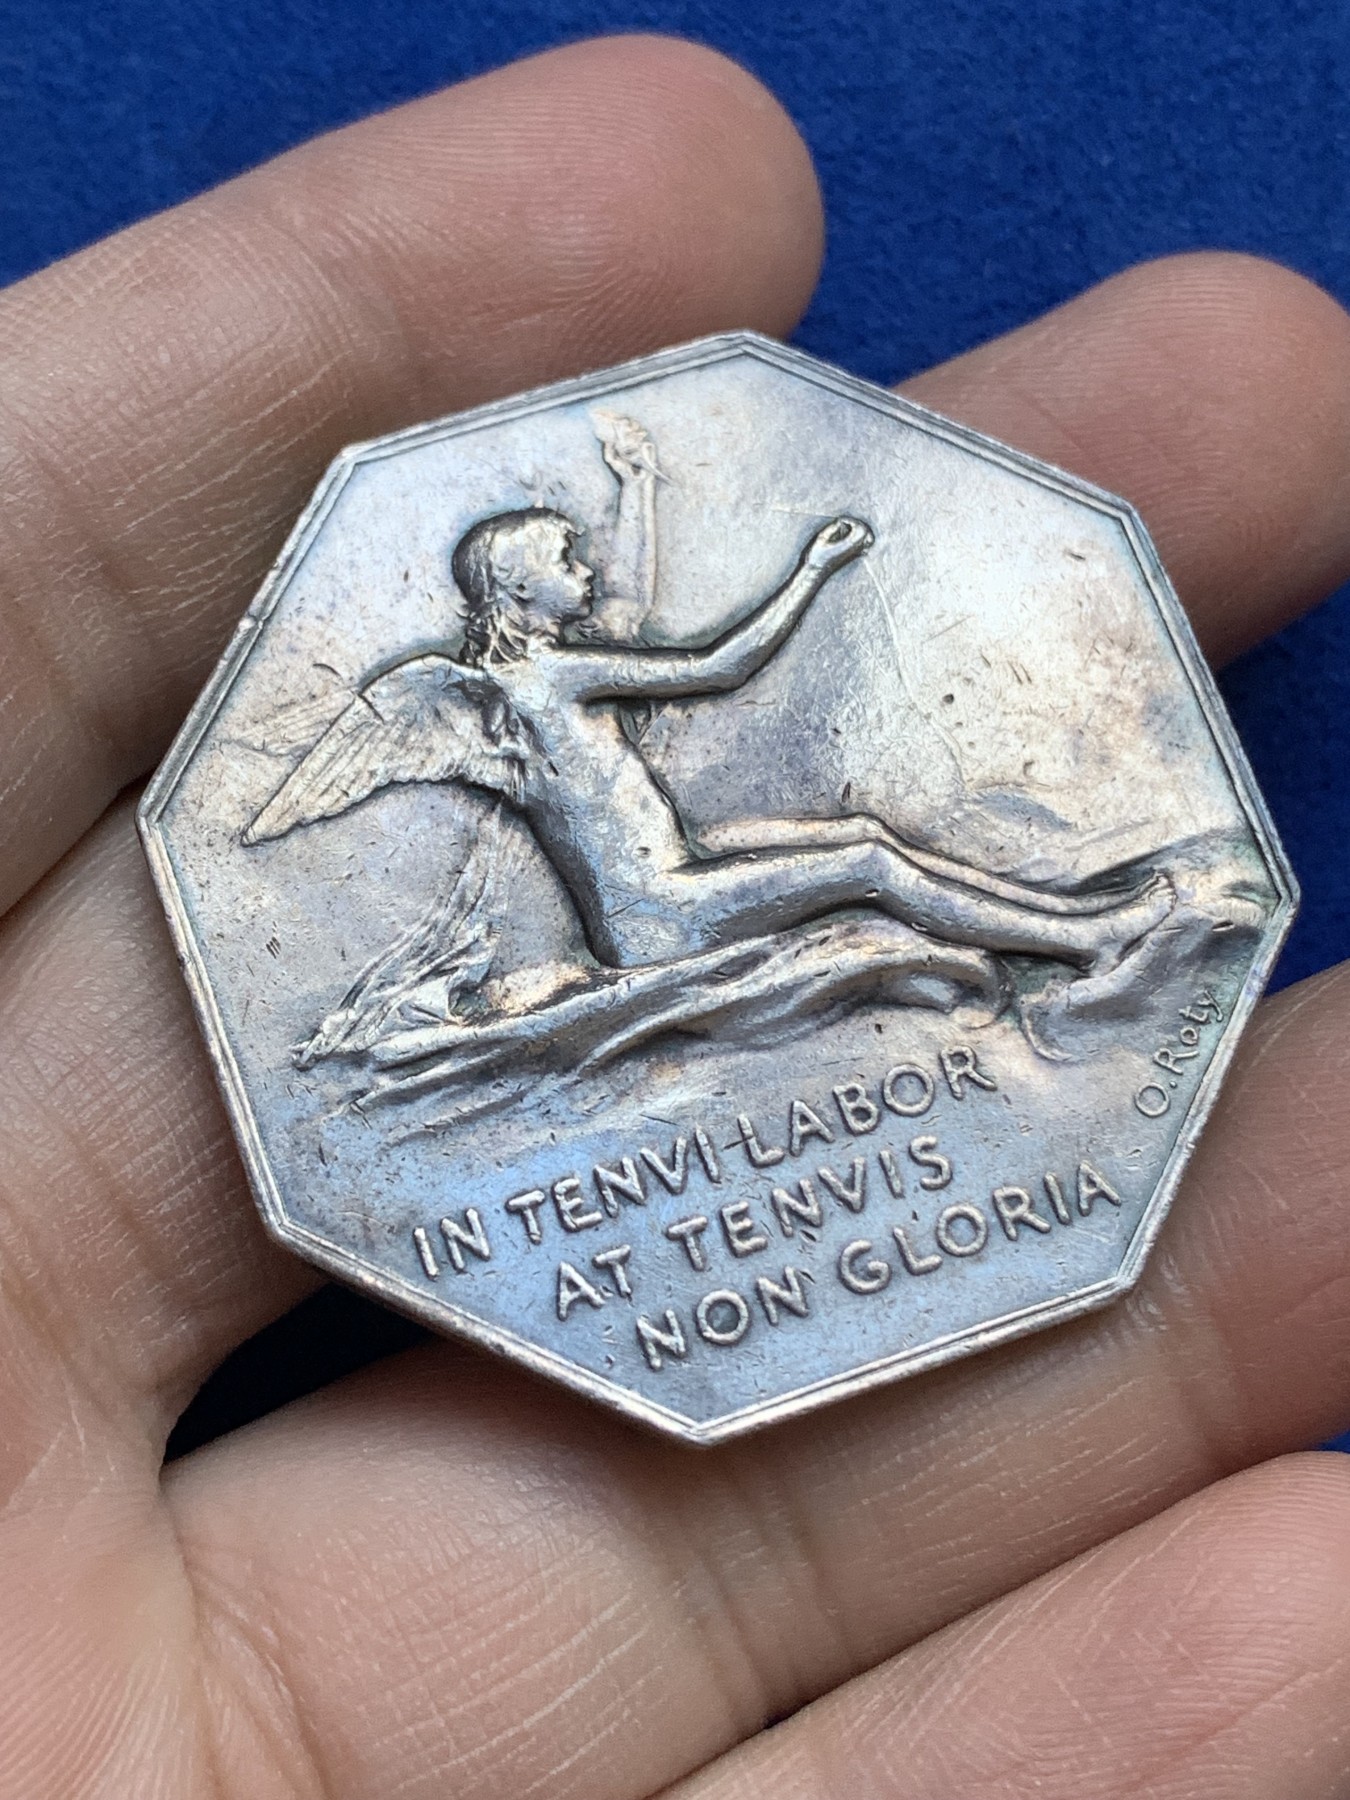 IN TENVI LABOR
AT TENVIS
NON GLORIA
O. Roty